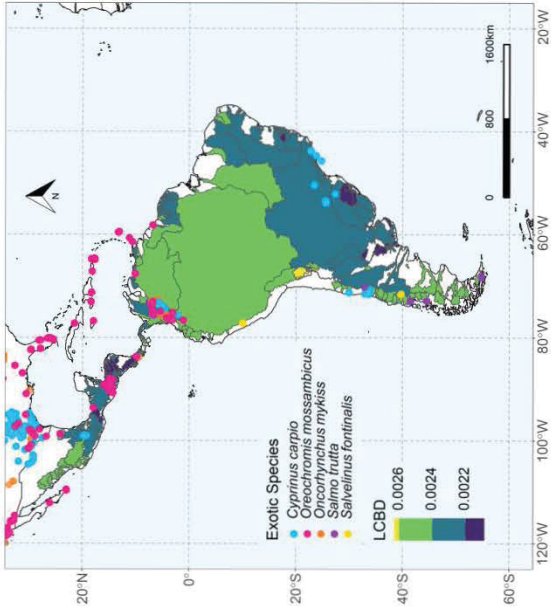 20°W
40°W
60°W
80°W
100°W
120°W
20°N
0°
20°S
40°S
60°S
N
0
800
1600km
Exotic Species
Cyprinus carpio
Oreochromis mossambicus
Oncorhynchus mykiss
Salmo frutta
Salvelinus fontinalis
LCBD
0.0026
0.0024
0.0022